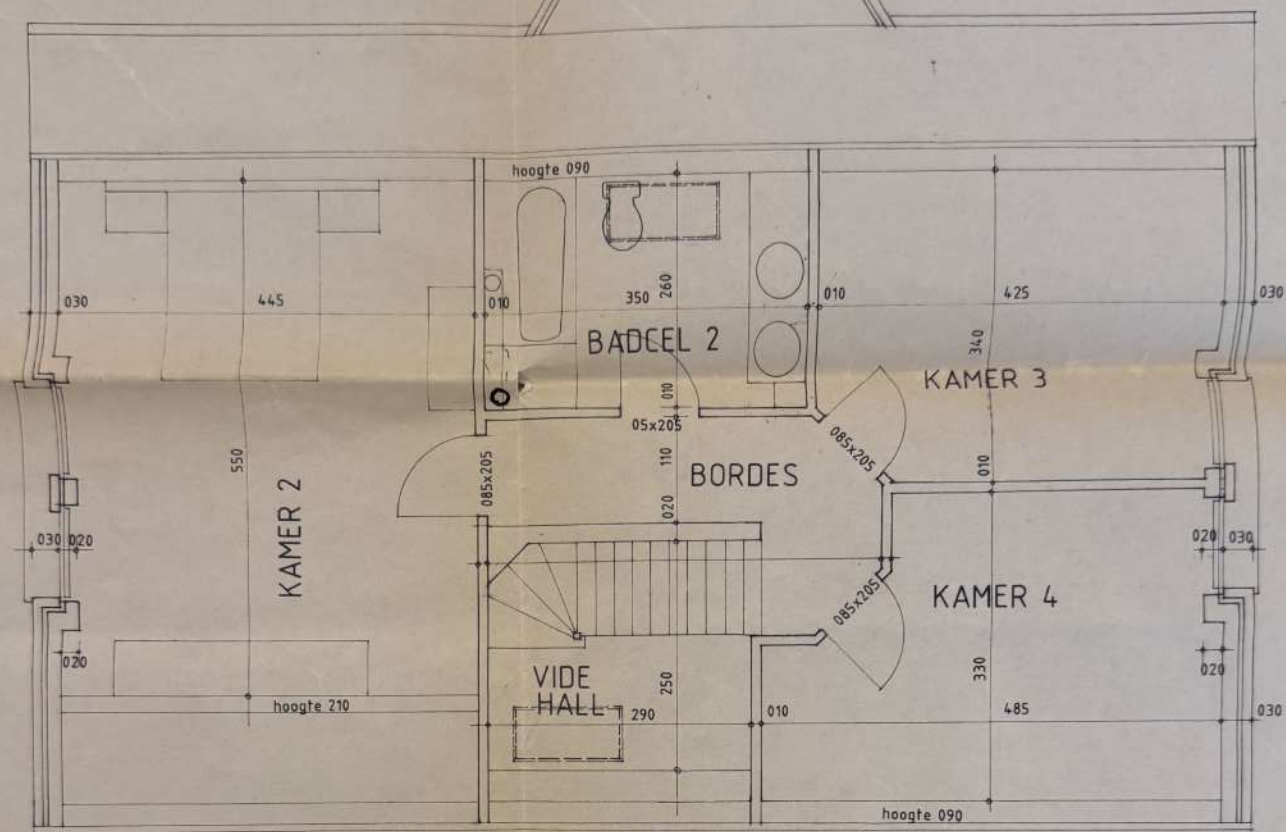 hoogte 090
030
445
010
350
260
010
425
030
BADCEL 2
340
KAMER 3
010
05x205
085x205
550
085x205
110
BORDES
010
KAMER 2
020
030 020
020 030
085x205
KAMER 4
020
VIDE
HALL
250
330
020
hoogte 210
290
010
485
030
hoogte 090